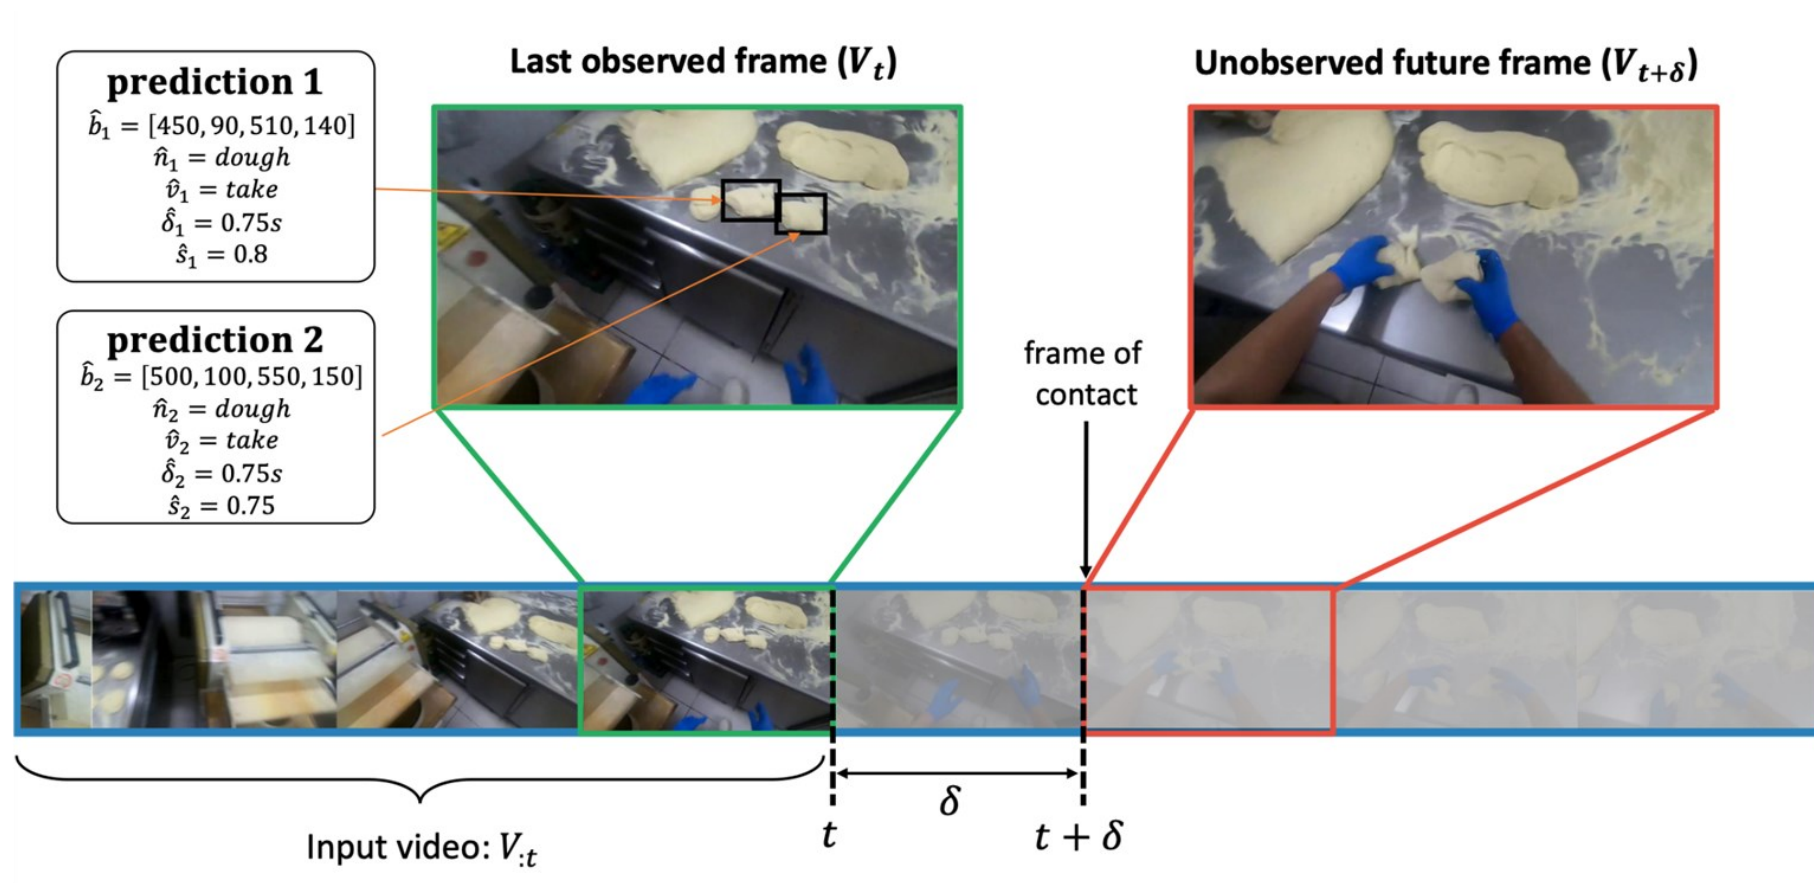 prediction 1
b̂₁ = [450, 90, 510, 140]
n̂₁ = dough
v̂₁ = take
δ̂₁ = 0.75s
ŝ₁ = 0.8
prediction 2
b̂₂ = [500, 100, 550, 150]
n̂₂ = dough
v̂₂ = take
δ̂₂ = 0.75s
ŝ₂ = 0.75
Last observed frame (Vₜ)
Unobserved future frame (Vₜ₊δ)
frame of
contact
δ
t
t + δ
Input video: V:ₜ